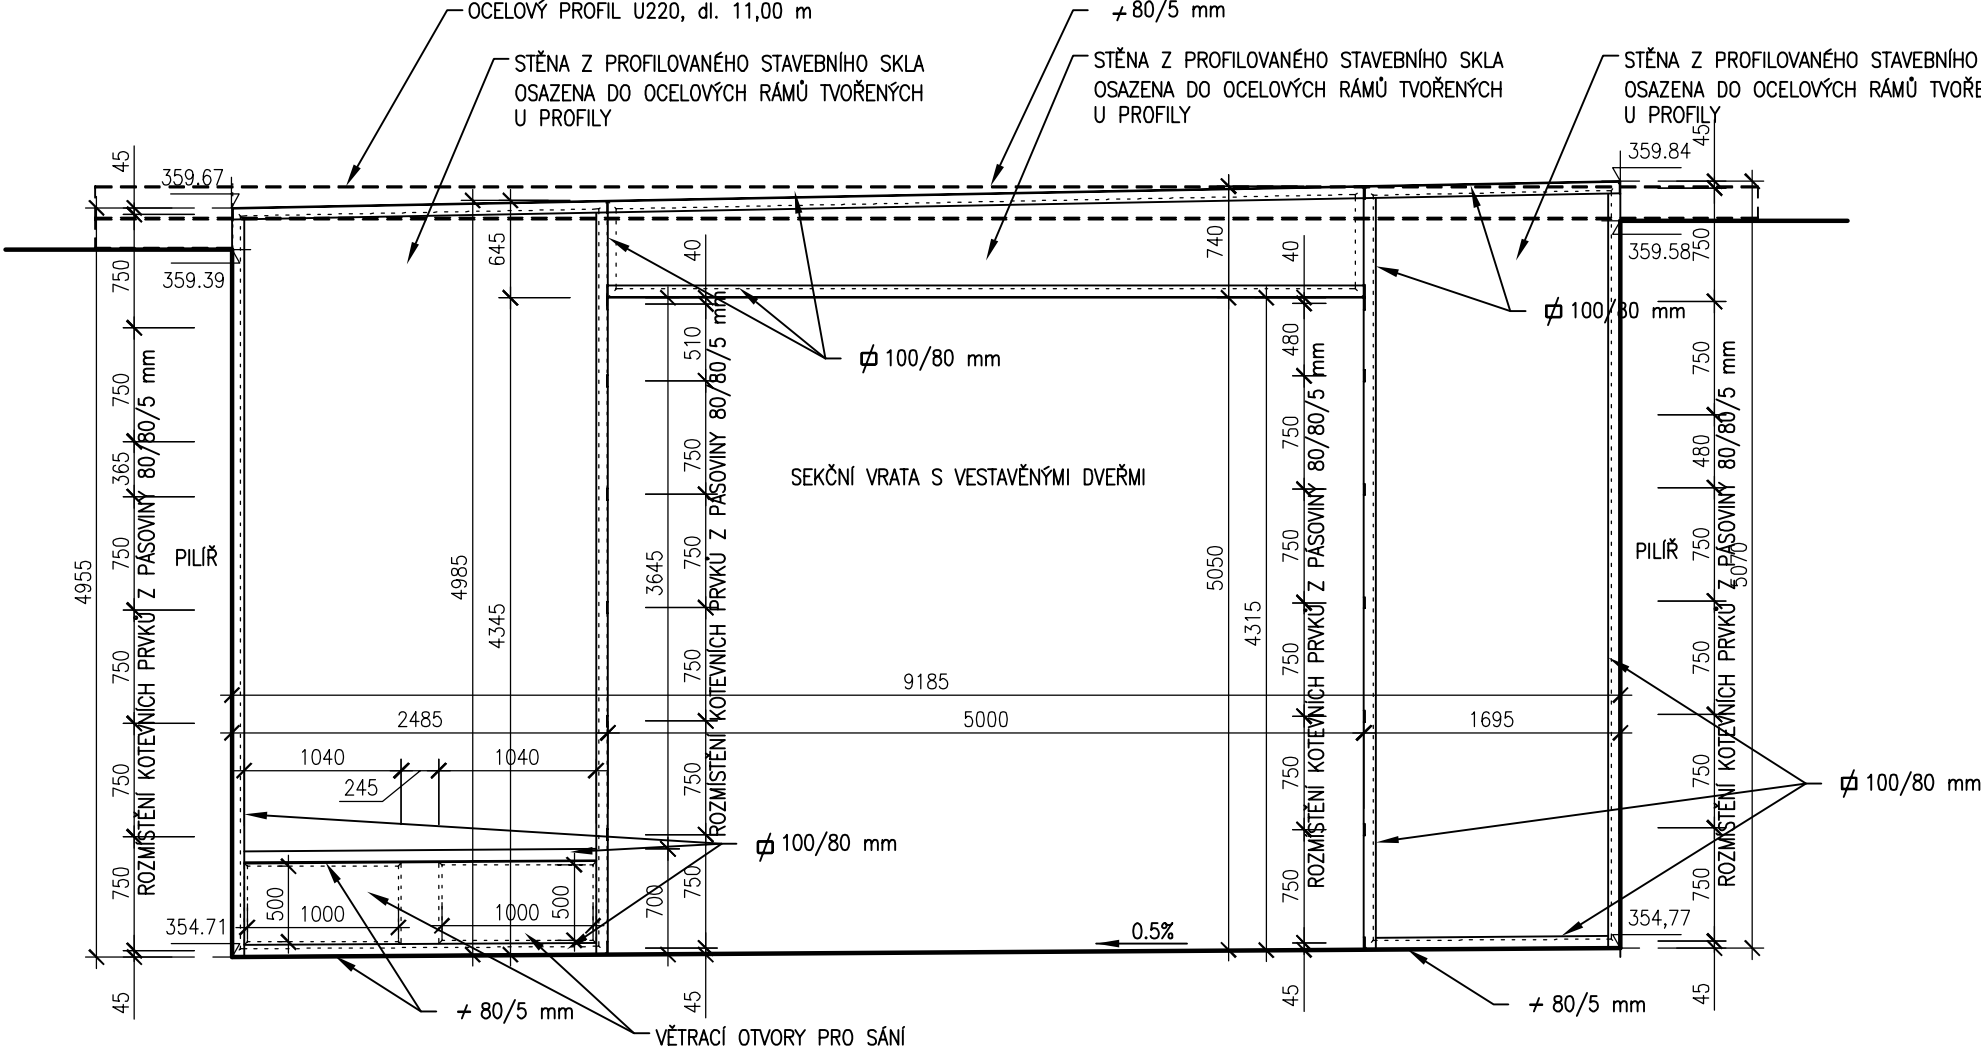 OCELOVÝ PROFIL U220, dl. 11,00 m
80/5 mm
STĚNA Z PROFILOVANÉHO STAVEBNÍHO SKLA
OSAZENA DO OCELOVÝCH RÁMŮ TVOŘENÝCH
U PROFILY
STĚNA Z PROFILOVANÉHO STAVEBNÍHO SKLA
OSAZENA DO OCELOVÝCH RÁMŮ TVOŘENÝCH
U PROFILY
STĚNA Z PROFILOVANÉHO STAVEBNÍHO
OSAZENA DO OCELOVÝCH RÁMŮ TVOŘE
U PROFILY
359.67
359.39
354.71
359.84
359.58
354,77
4955
45
750
750
365
750
750
750
750
45
ROZMÍSTĚNÍ KOTEVNÍCH PRVKŮ Z PÁSOVINY 80/80/5 mm
PILÍŘ
4985
645
4345
3645
700
40
510
750
750
750
750
750
45
ROZMÍSTĚNÍ KOTEVNÍCH PRVKŮ Z PÁSOVINY 80/80/5 mm
100/80 mm
SEKČNÍ VRATA S VESTAVĚNÝMI DVEŘMI
740
5050
4315
40
480
750
750
750
750
750
45
ROZMÍSTĚNÍ KOTEVNÍCH PRVKŮ Z PÁSOVINY 80/80/5 mm
100/80 mm
PILÍŘ
45
750
750
480
750
750
750
750
45
ROZMÍSTĚNÍ KOTEVNÍCH PRVKŮ Z PÁSOVINY 80/80/5 mm
5070
9185
2485
5000
1695
1040
1040
245
100/80 mm
100/80 mm
500
1000
1000
500
0.5%
80/5 mm
80/5 mm
VĚTRACÍ OTVORY PRO SÁNÍ